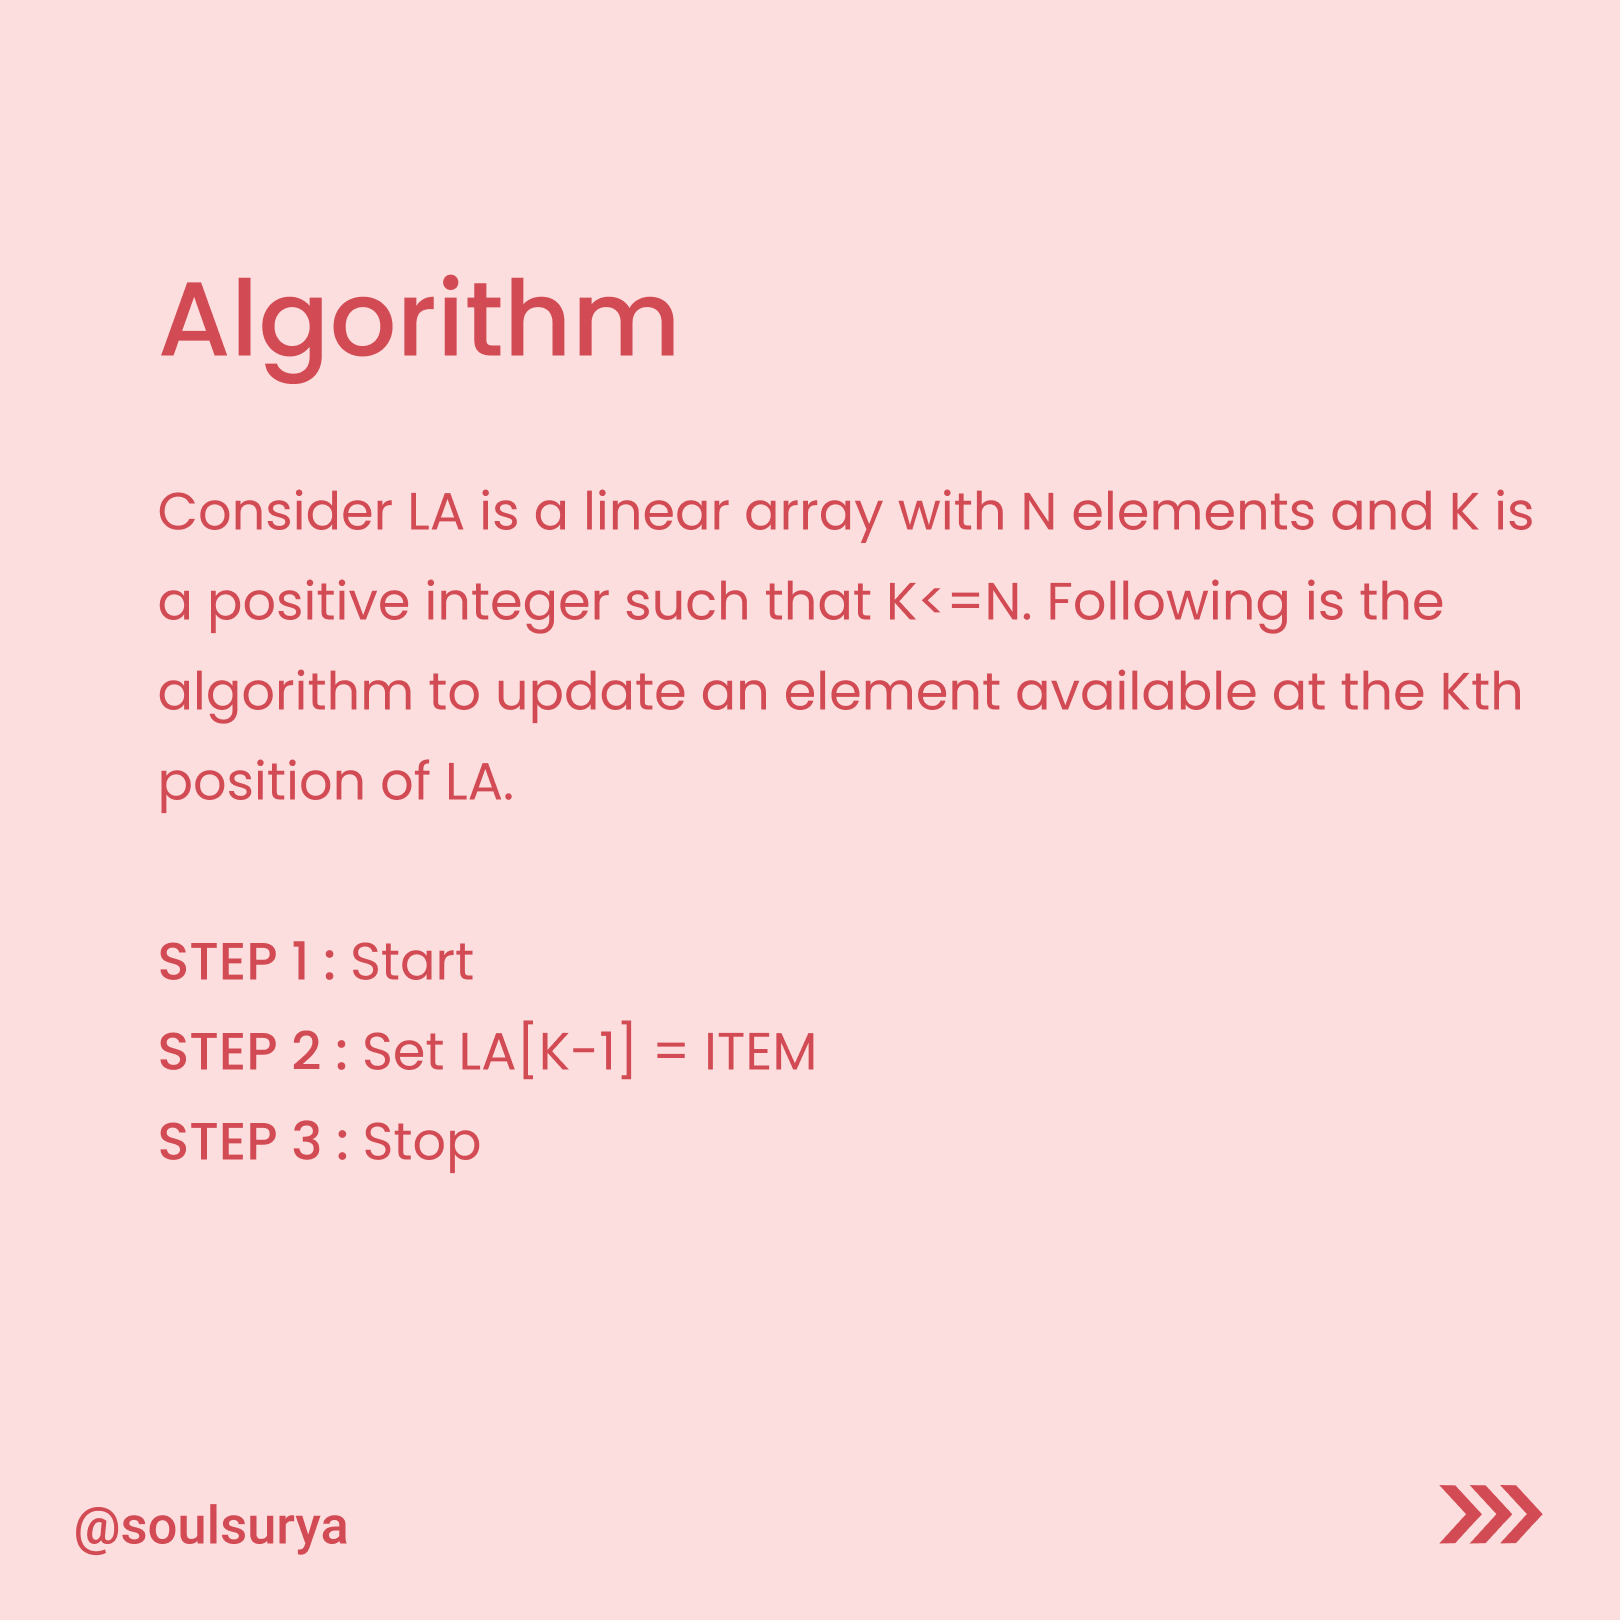 Algorithm
Consider LA is a linear array with N elements and K is
a positive integer such that K<=N. Following is the
algorithm to update an element available at the Kth
position of LA.
STEP 1 : Start
STEP 2 : Set LA[K-1] = ITEM
STEP 3 : Stop
@soulsurya